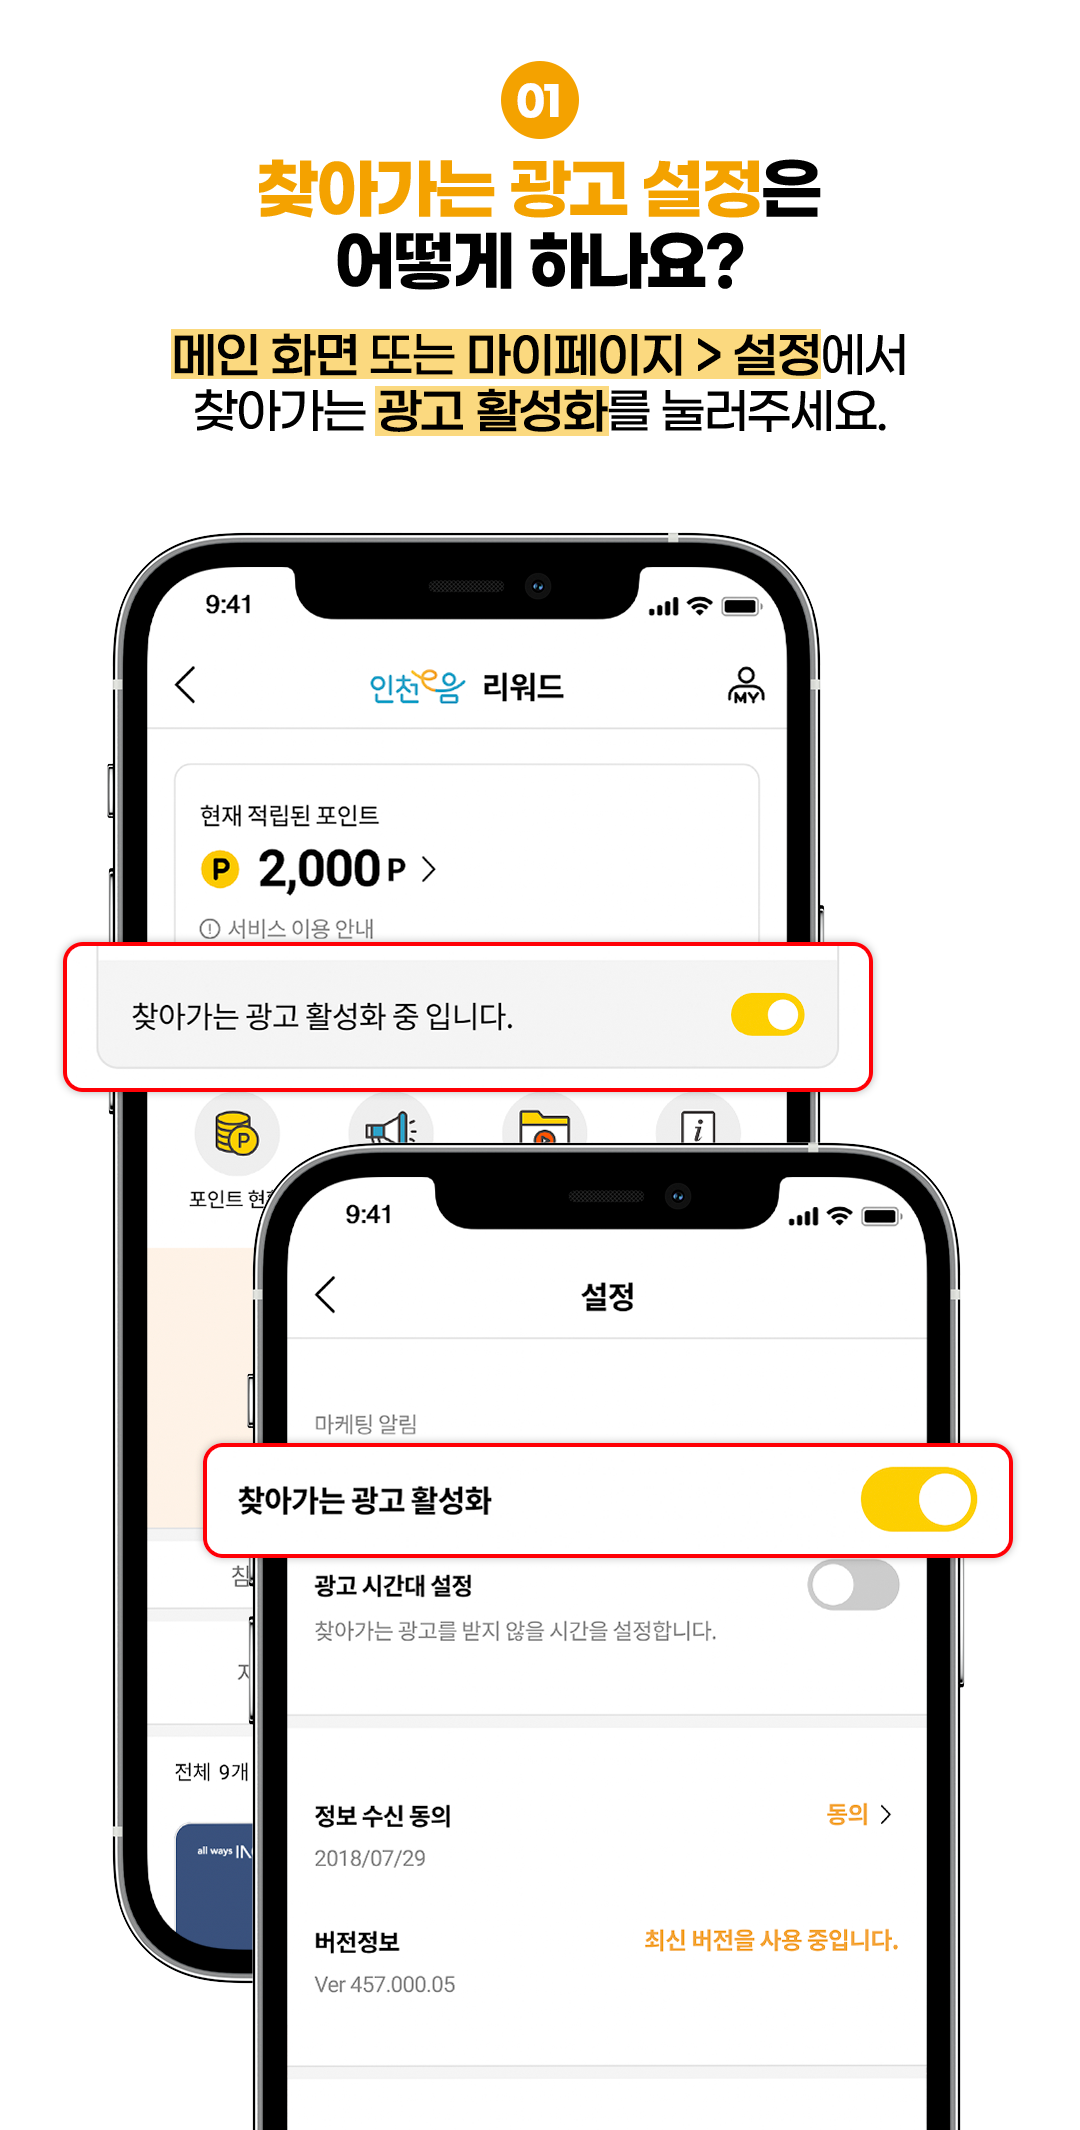 01
찾아가는 광고 설정은
어떻게 하나요?
메인 화면 또는 마이페이지 > 설정에서
찾아가는 광고 활성화를 눌러주세요.
9:41
인천e음 리워드
MY
현재 적립된 포인트
P 2,000 P >
서비스 이용 안내
찾아가는 광고 활성화 중 입니다.
P
i
포인트
9:41
설정
마케팅 알림
찾아가는 광고 활성화
광고 시간대 설정
찾아가는 광고를 받지 않을 시간을 설정합니다.
전체 9개
정보 수신 동의
동의 >
2018/07/29
all ways
버전정보
최신 버전을 사용 중입니다.
Ver 457.000.05